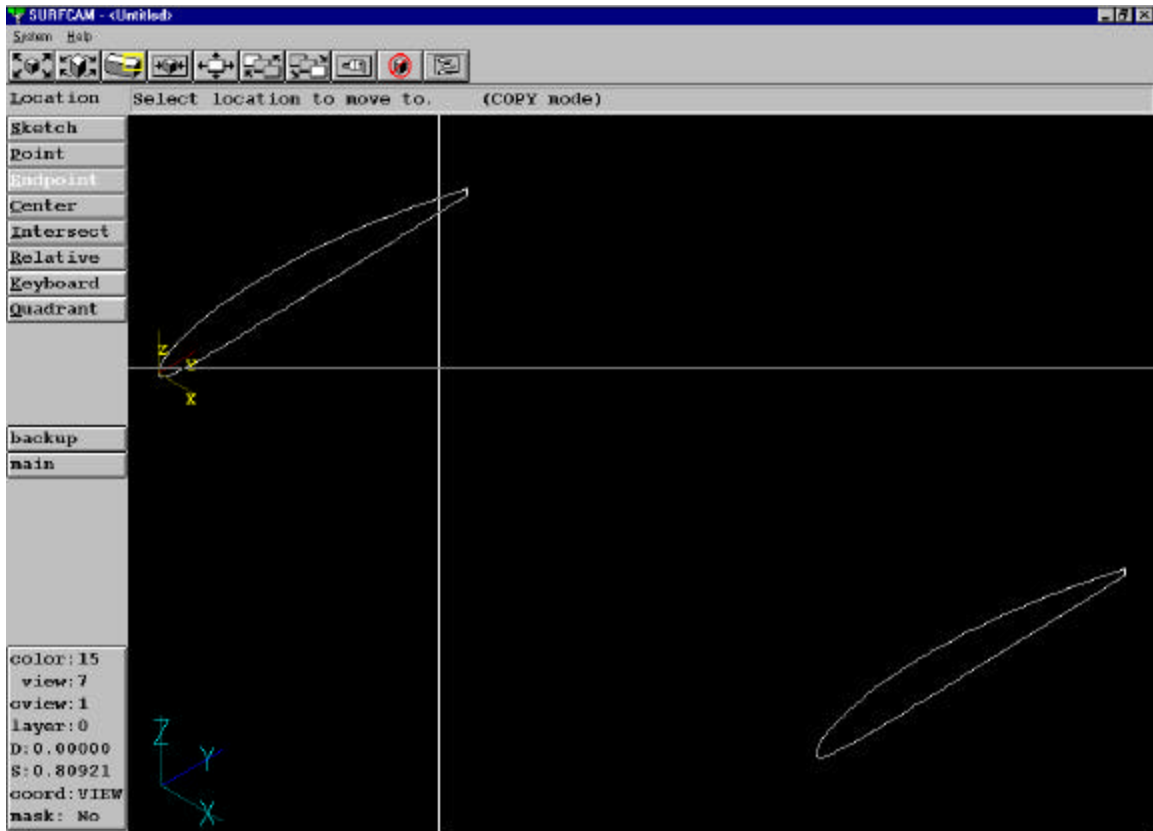 SURFCAM - <Untitled>
System Help
Location Select location to move to. (COPY mode)
Sketch
Point
Endpoint
Center
Intersect
Relative
Keyboard
Quadrant
Z
Y
X
backup
main
color:15
view:7
cview:1
layer:0
D:0.00000
S:0.80921
coord:VIEW
mask: No
Z
Y
X